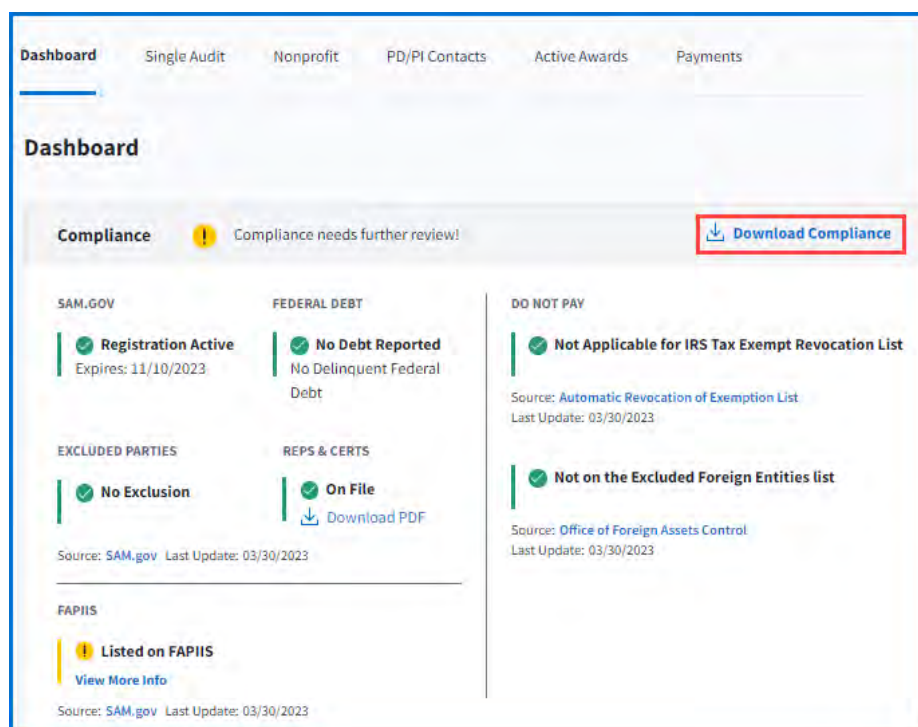 Dashboard Single Audit Nonprofit PD/PI Contacts Active Awards Payments
Dashboard
Compliance ! Compliance needs further review! Download Compliance
SAM.GOV
Registration Active
Expires: 11/10/2023
FEDERAL DEBT
No Debt Reported
No Delinquent Federal
Debt
EXCLUDED PARTIES
No Exclusion
REPS & CERTS
On File
Download PDF
Source: SAM.gov Last Update: 03/30/2023
FAPIIS
! Listed on FAPIIS
View More Info
Source: SAM.gov Last Update: 03/30/2023
DO NOT PAY
Not Applicable for IRS Tax Exempt Revocation List
Source: Automatic Revocation of Exemption List
Last Update: 03/30/2023
Not on the Excluded Foreign Entities list
Source: Office of Foreign Assets Control
Last Update: 03/30/2023